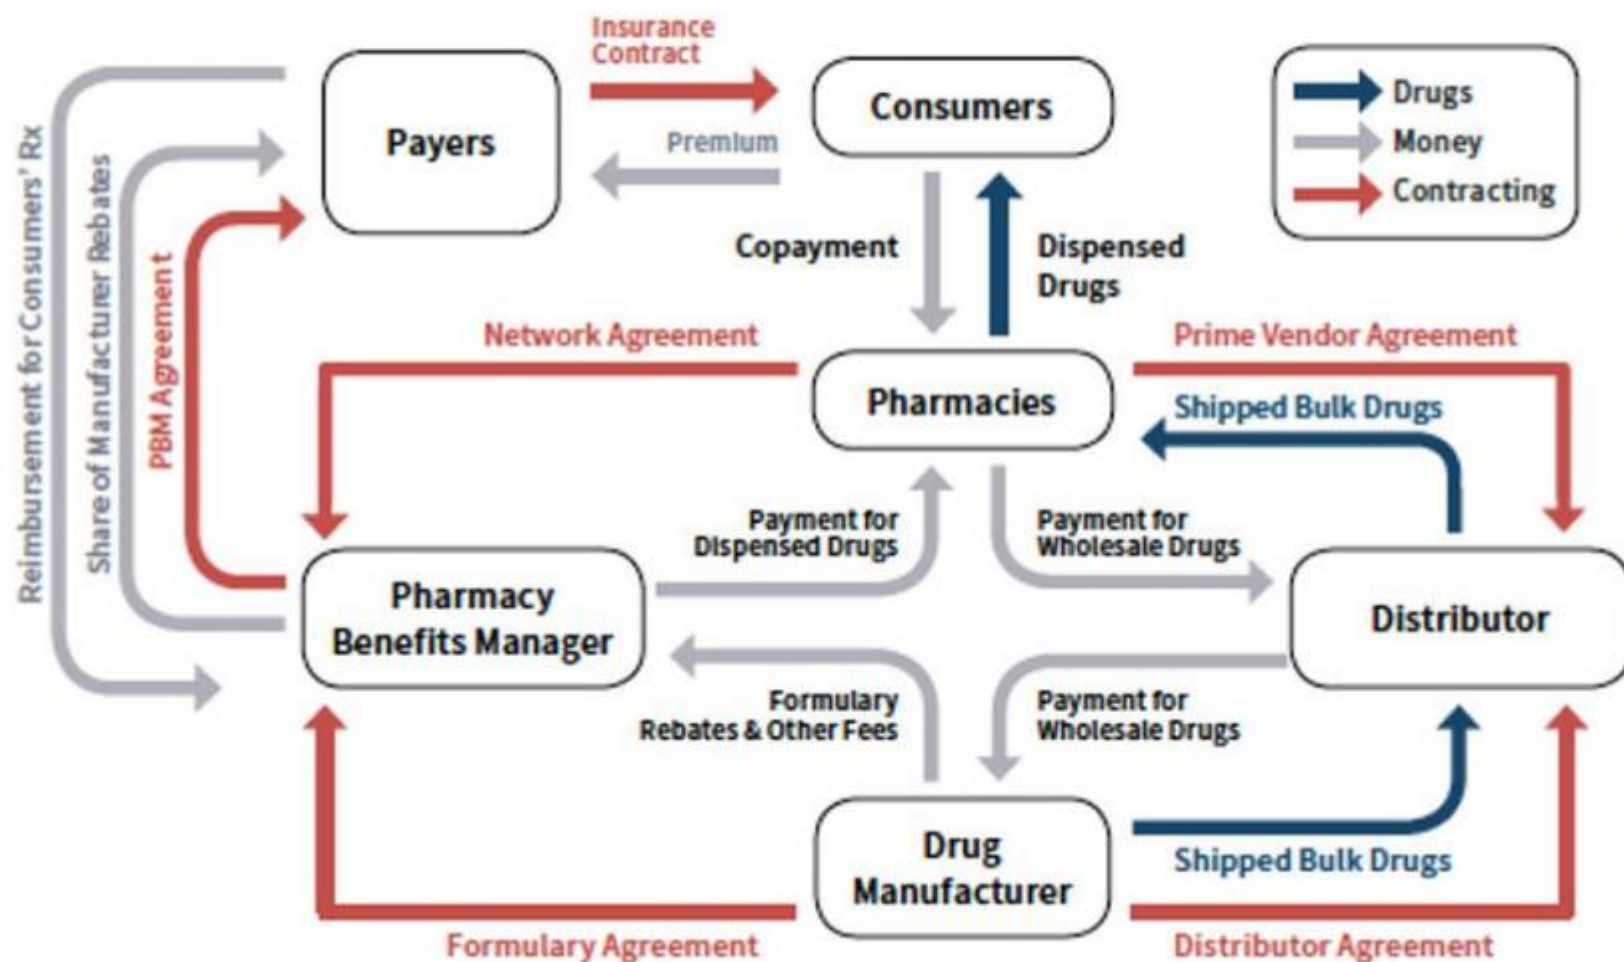 Insurance
Contract
Payers
Consumers
Drugs
Money
Contracting
Premium
Reimbursement for Consumers' Rx
Share of Manufacturer Rebates
PBM Agreement
Copayment
Dispensed
Drugs
Network Agreement
Prime Vendor Agreement
Pharmacies
Shipped Bulk Drugs
Payment for
Dispensed Drugs
Payment for
Wholesale Drugs
Pharmacy
Benefits Manager
Distributor
Formulary
Rebates & Other Fees
Payment for
Wholesale Drugs
Drug
Manufacturer
Shipped Bulk Drugs
Formulary Agreement
Distributor Agreement